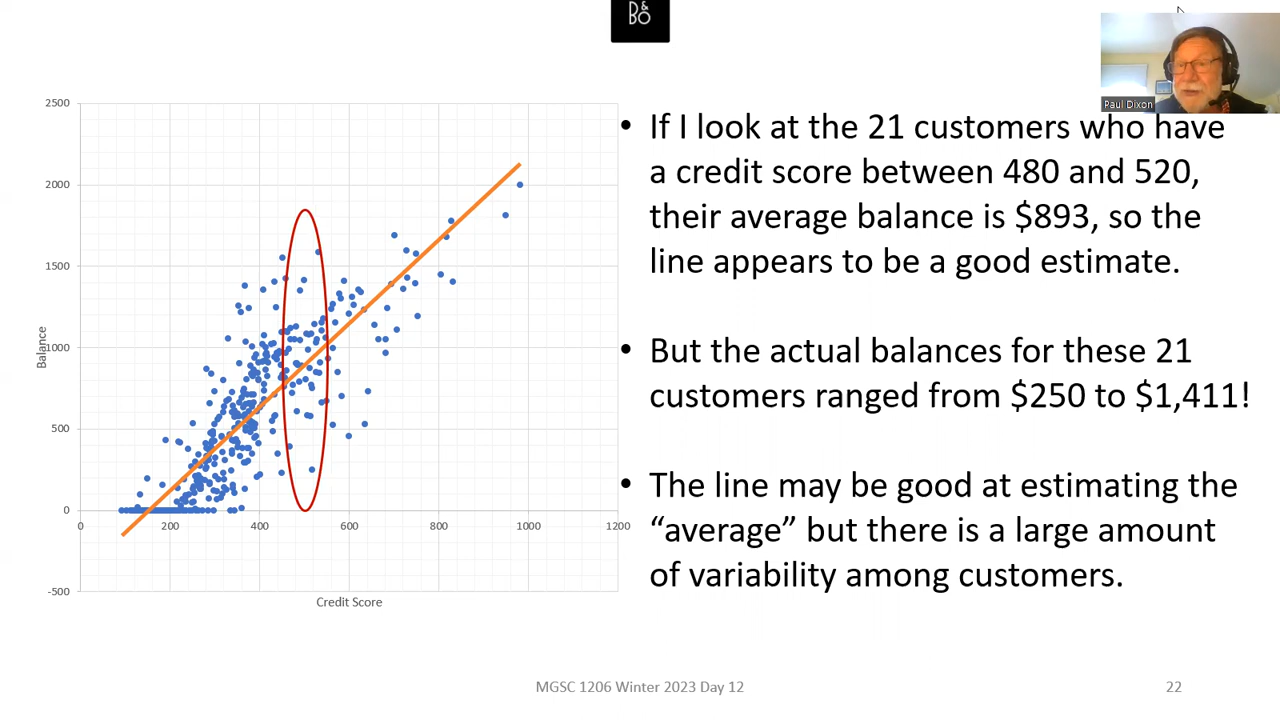 D&
BO
Paul Dixon
2500
2000
1500
1000
500
0
-500
0
200
400
600
800
1000
1200
Balance
Credit Score
• If I look at the 21 customers who have
a credit score between 480 and 520,
their average balance is $893, so the
line appears to be a good estimate.
• But the actual balances for these 21
customers ranged from $250 to $1,411!
• The line may be good at estimating the
“average” but there is a large amount
of variability among customers.
MGSC 1206 Winter 2023 Day 12
22